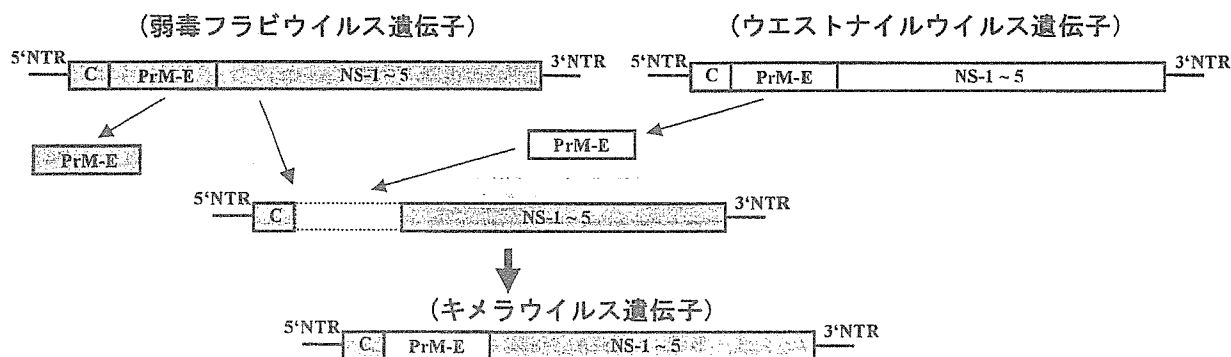 (弱毒フラビウイルス遺伝子)
(ウエストナイルウイルス遺伝子)
5‘NTR C PrM-E NS-1 ~ 5 3‘NTR
5‘NTR C PrM-E NS-1 ~ 5 3‘NTR
PrM-E
PrM-E
5‘NTR C NS-1 ~ 5 3‘NTR
(キメラウイルス遺伝子)
5‘NTR C PrM-E NS-1 ~ 5 3‘NTR